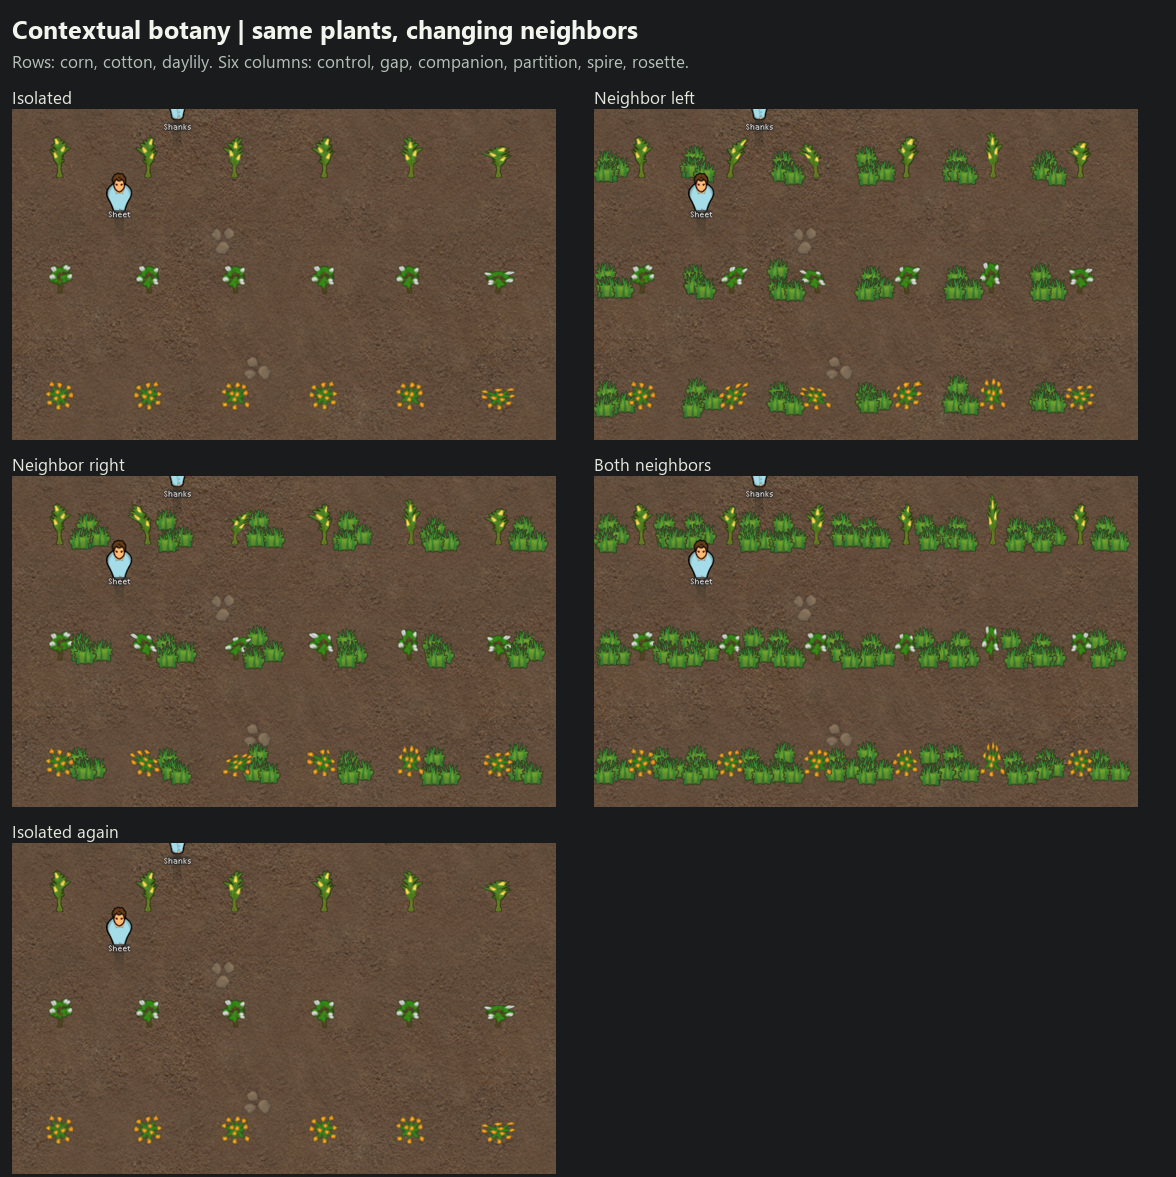 Contextual botany | same plants, changing neighbors
Rows: corn, cotton, daylily. Six columns: control, gap, companion, partition, spire, rosette.
Isolated
Shanks
Sheet
Neighbor left
Shanks
Sheet
Neighbor right
Shanks
Sheet
Both neighbors
Shanks
Sheet
Isolated again
Shanks
Sheet